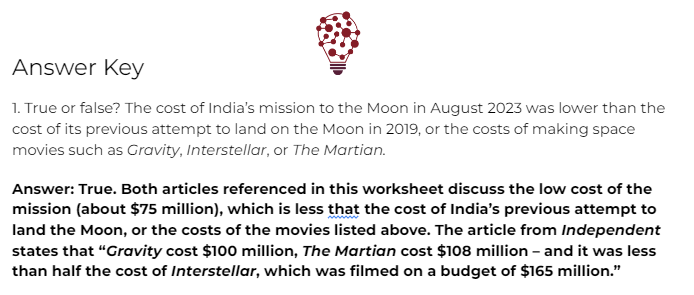 Answer Key
1. True or false? The cost of India's mission to the Moon in August 2023 was lower than the
cost of its previous attempt to land on the Moon in 2019, or the costs of making space
movies such as Gravity, Interstellar, or The Martian.
Answer: True. Both articles referenced in this worksheet discuss the low cost of the
mission (about $75 million), which is less that the cost of India's previous attempt to
land the Moon, or the costs of the movies listed above. The article from Independent
states that “Gravity cost $100 million, The Martian cost $108 million – and it was less
than half the cost of Interstellar, which was filmed on a budget of $165 million.”